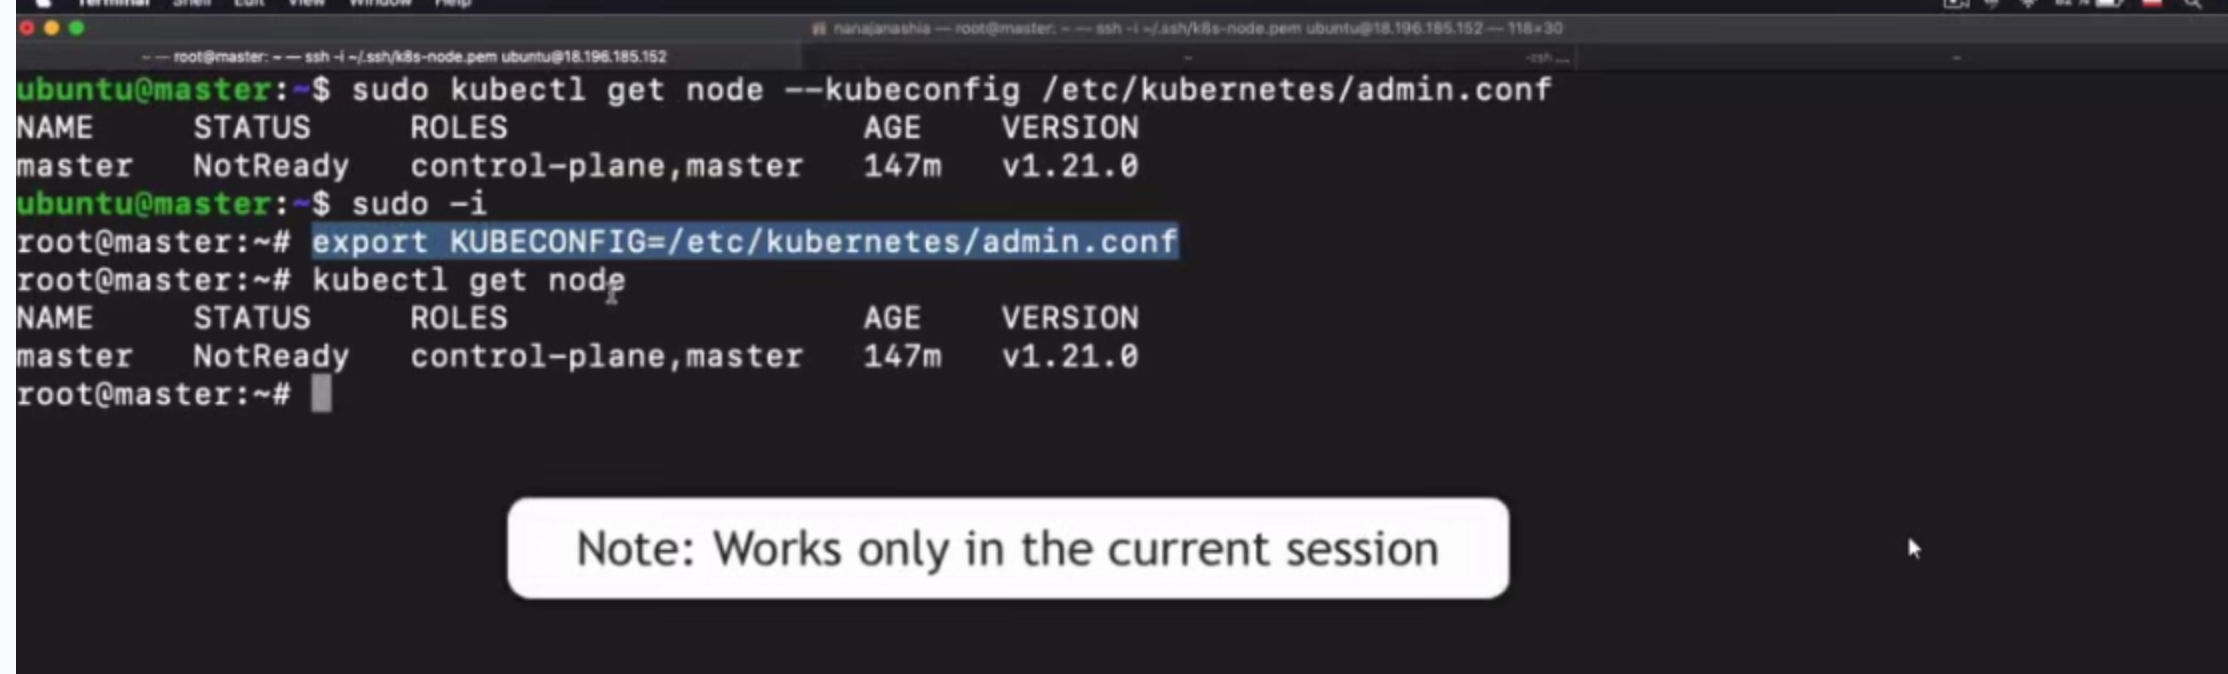 Terminal Shell Edit View Window Help
nanajanashia — root@master: ~ — ssh -i ~/.ssh/k8s-node.pem ubuntu@18.196.185.152 — 118×30
~ — root@master: ~ — ssh -i ~/.ssh/k8s-node.pem ubuntu@18.196.185.152
-zsh ...
ubuntu@master:~$ sudo kubectl get node --kubeconfig /etc/kubernetes/admin.conf
NAME STATUS ROLES AGE VERSION
master NotReady control-plane,master 147m v1.21.0
ubuntu@master:~$ sudo -i
root@master:~# export KUBECONFIG=/etc/kubernetes/admin.conf
root@master:~# kubectl get node
NAME STATUS ROLES AGE VERSION
master NotReady control-plane,master 147m v1.21.0
root@master:~#
Note: Works only in the current session